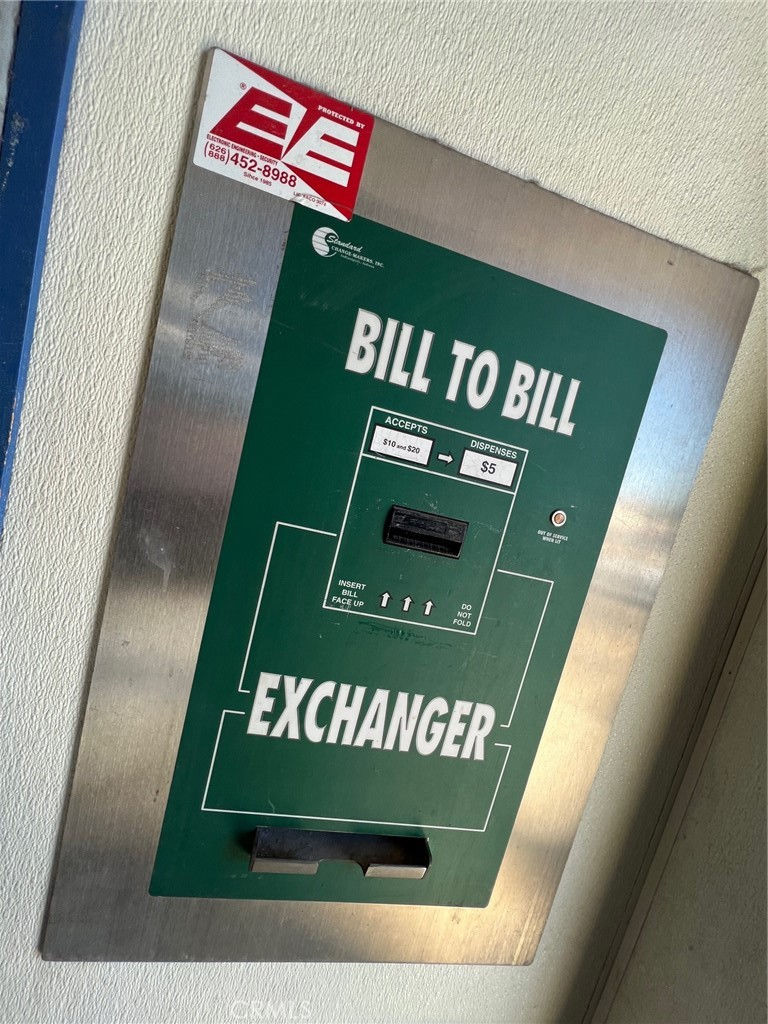 PROTECTED BY
EE
®
ELECTRONIC ENGINEERING - SECURITY
(626
888) 452-8988
Sihce 1985
Standard
CHANGE-MAKERS, INC.
BILL TO BILL
ACCEPTS
$10 and $20
DISPENSES
$5
OUT OF SERVICE
WHEN LIT
INSERT
BILL
FACE UP
DO
NOT
FOLD
EXCHANGER
CRMLS